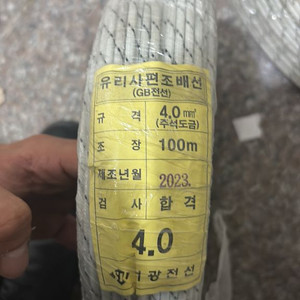 유리사편조배선
(GB전선)
규 격 4.0㎟
(주석도금)
조 장 100m
재조년월 2023.
검 사 합 격
4.0
광전선